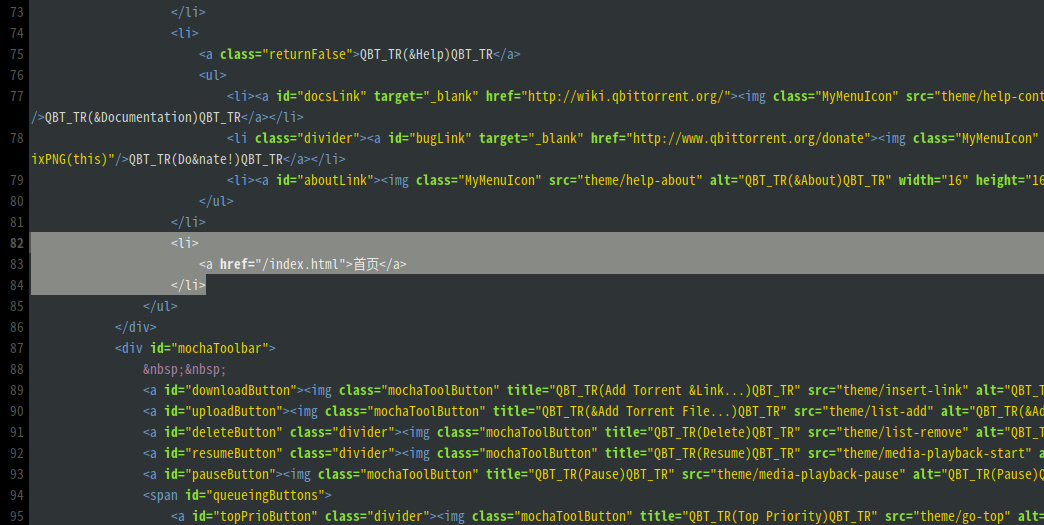 73 </li>
74 <li>
75 <a class="returnFalse">QBT_TR(&Help)QBT_TR</a>
76 <ul>
77 <li><a id="docsLink" target="_blank" href="http://wiki.qbittorrent.org/"><img class="MyMenuIcon" src="theme/help-cont
/>QBT_TR(&Documentation)QBT_TR</a></li>
78 <li class="divider"><a id="bugLink" target="_blank" href="http://www.qbittorrent.org/donate"><img class="MyMenuIcon"
ixPNG(this)"/>QBT_TR(Do&nate!)QBT_TR</a></li>
79 <li><a id="aboutLink"><img class="MyMenuIcon" src="theme/help-about" alt="QBT_TR(&About)QBT_TR" width="16" height="16
80 </ul>
81 </li>
82 <li>
83 <a href="/index.html">首页</a>
84 </li>
85 </ul>
86 </div>
87 <div id="mochaToolbar">
88 &nbsp;&nbsp;
89 <a id="downloadButton"><img class="mochaToolButton" title="QBT_TR(Add Torrent &Link...)QBT_TR" src="theme/insert-link" alt="QBT_T
90 <a id="uploadButton"><img class="mochaToolButton" title="QBT_TR(&Add Torrent File...)QBT_TR" src="theme/list-add" alt="QBT_TR(&Ad
91 <a id="deleteButton" class="divider"><img class="mochaToolButton" title="QBT_TR(Delete)QBT_TR" src="theme/list-remove" alt="QBT_T
92 <a id="resumeButton" class="divider"><img class="mochaToolButton" title="QBT_TR(Resume)QBT_TR" src="theme/media-playback-start" a
93 <a id="pauseButton"><img class="mochaToolButton" title="QBT_TR(Pause)QBT_TR" src="theme/media-playback-pause" alt="QBT_TR(Pause)Q
94 <span id="queueingButtons">
95 <a id="topPrioButton" class="divider"><img class="mochaToolButton" title="QBT_TR(Top Priority)QBT_TR" src="theme/go-top" alt=